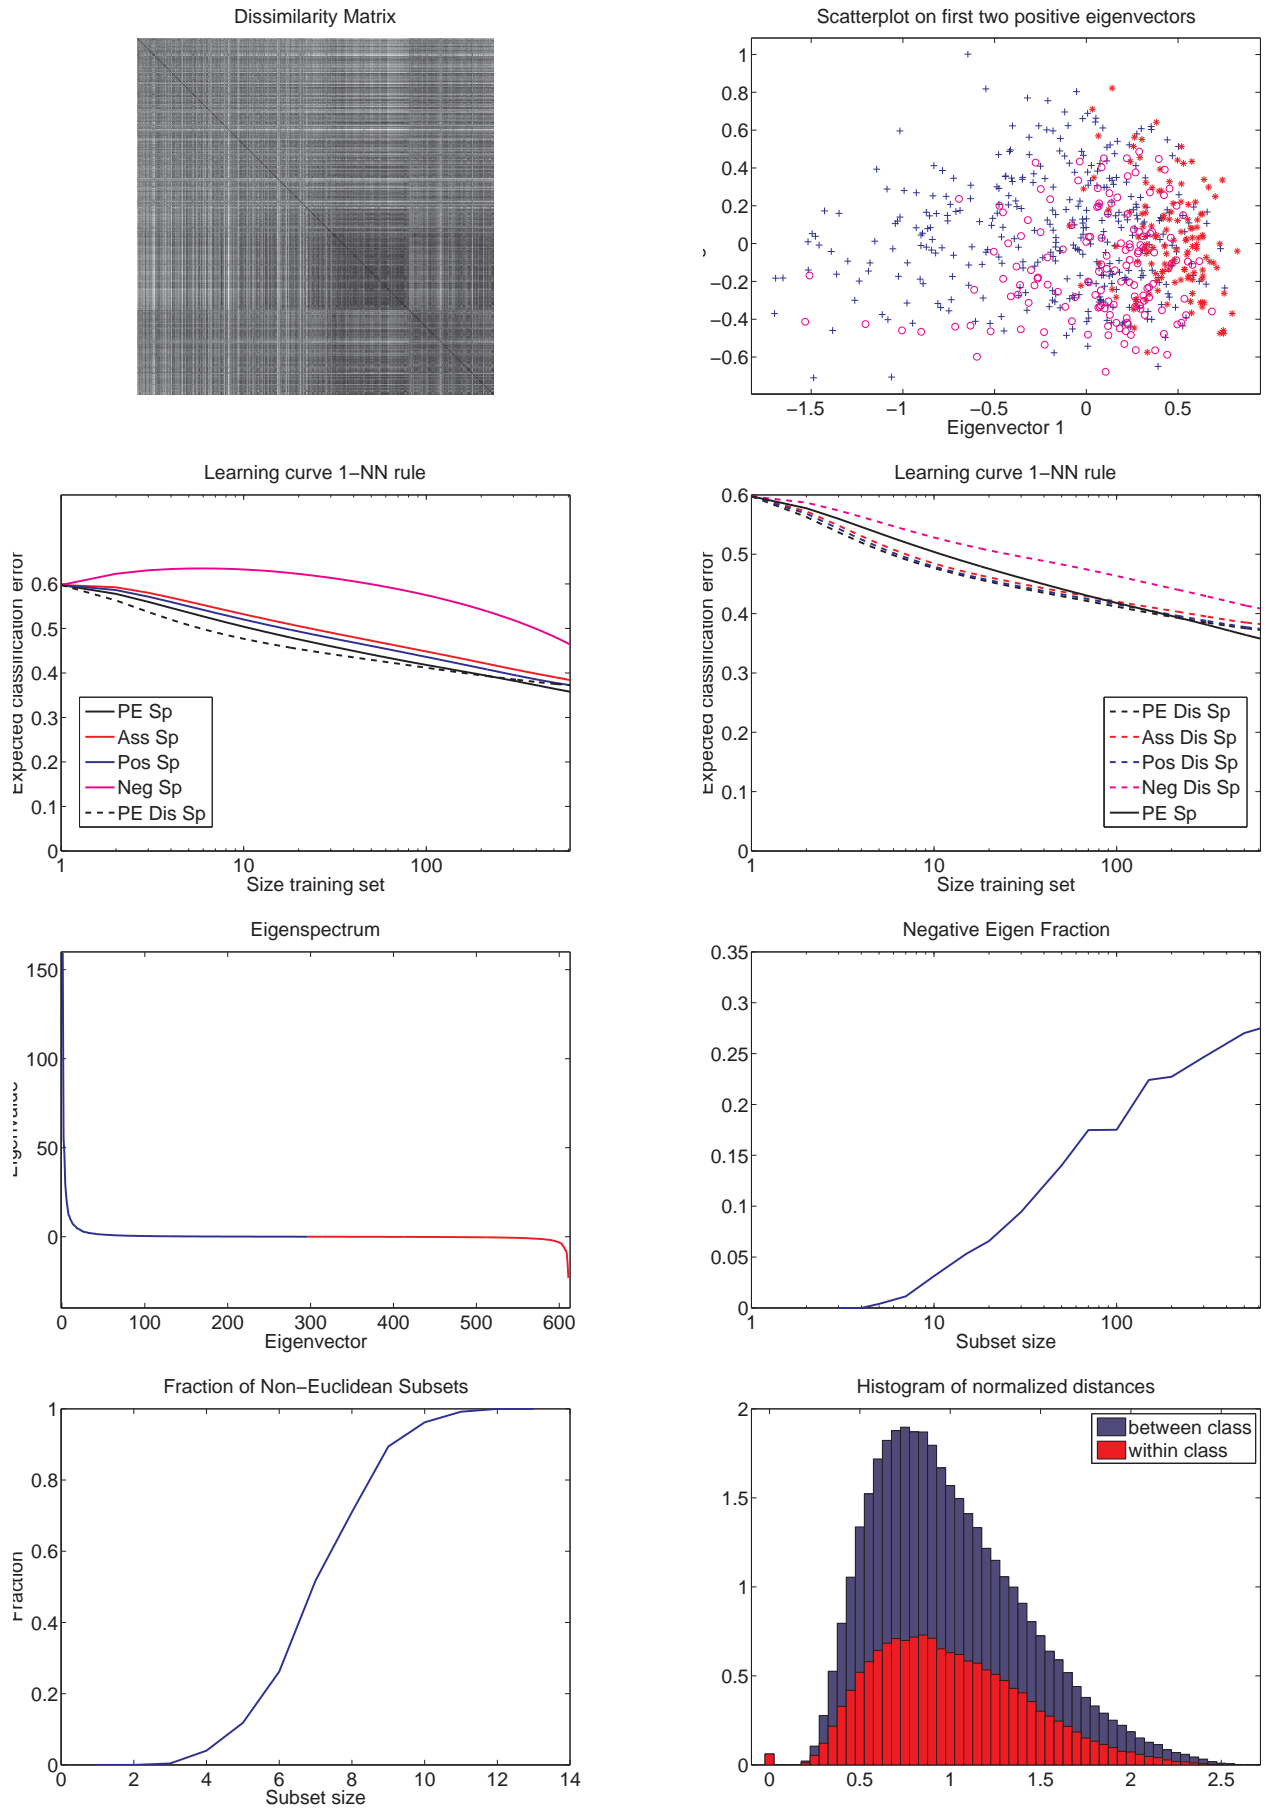 Dissimilarity Matrix
Scatterplot on first two positive eigenvectors
1
0.8
0.6
0.4
0.2
0
−0.2
−0.4
−0.6
−1.5 −1 −0.5 0 0.5
Eigenvector 1
Learning curve 1−NN rule
Expected classification error
0.6
0.5
0.4
0.3
0.2
0.1
0
PE Sp
Ass Sp
Pos Sp
Neg Sp
PE Dis Sp
1 10 100
Size training set
Learning curve 1−NN rule
Expected classification error
0.6
0.5
0.4
0.3
0.2
0.1
0
PE Dis Sp
Ass Dis Sp
Pos Dis Sp
Neg Dis Sp
PE Sp
1 10 100
Size training set
Eigenspectrum
Eigenvalue
150
100
50
0
0 100 200 300 400 500 600
Eigenvector
Negative Eigen Fraction
0.35
0.3
0.25
0.2
0.15
0.1
0.05
0
1 10 100
Subset size
Fraction of Non−Euclidean Subsets
Fraction
1
0.8
0.6
0.4
0.2
0
0 2 4 6 8 10 12 14
Subset size
Histogram of normalized distances
between class
within class
2
1.5
1
0.5
0
0 0.5 1 1.5 2 2.5